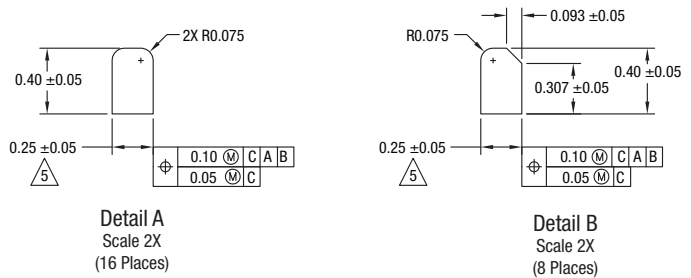 2X R0.075
0.40 ±0.05
0.25 ±0.05
5
0.10 Ⓜ C A B
0.05 Ⓜ C
Detail A
Scale 2X
(16 Places)
0.093 ±0.05
R0.075
0.40 ±0.05
0.307 ±0.05
0.25 ±0.05
5
0.10 Ⓜ C A B
0.05 Ⓜ C
Detail B
Scale 2X
(8 Places)